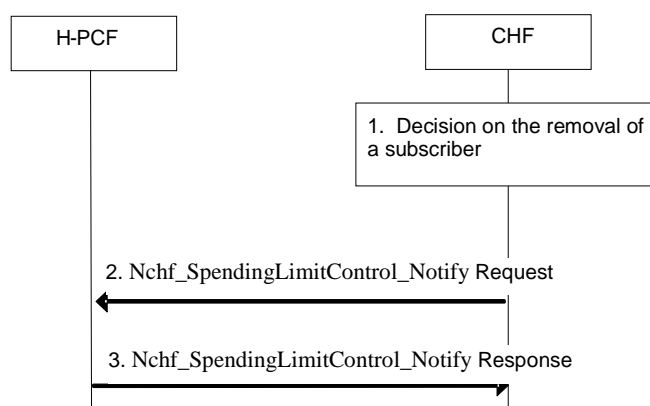 H-PCF
CHF
1. Decision on the removal of
a subscriber
2. Nchf_SpendingLimitControl_Notify Request
3. Nchf_SpendingLimitControl_Notify Response